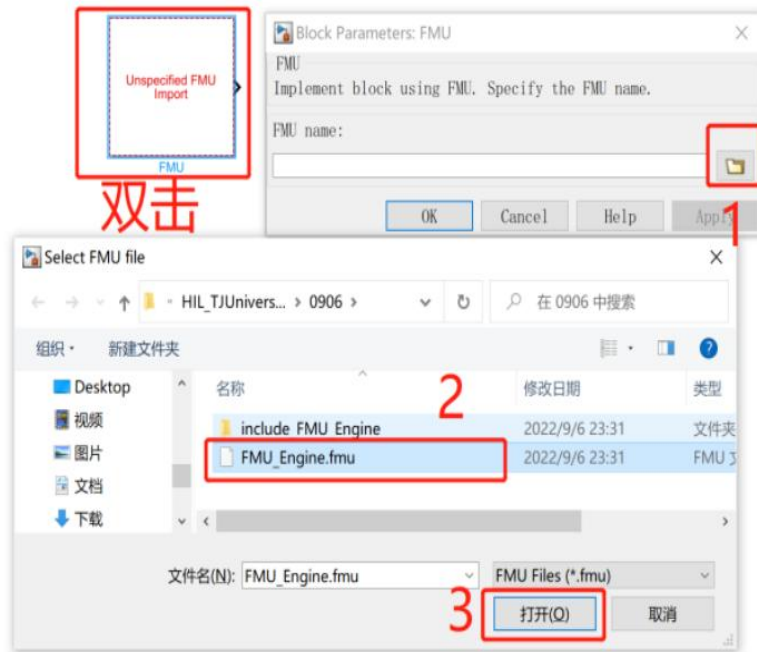 Unspecified FMU
Import
FMU
双击
Block Parameters: FMU
FMU
Implement block using FMU. Specify the FMU name.
FMU name:
1
OK
Cancel
Help
Apply
Select FMU file
HIL_TJUnivers... › 0906 ›
在 0906 中搜索
组织
新建文件夹
?
Desktop
视频
图片
文档
下载
名称
修改日期
类型
2
include_FMU_Engine
2022/9/6 23:31
文件夹
FMU_Engine.fmu
2022/9/6 23:31
FMU
文件名(N):
FMU_Engine.fmu
FMU Files (*.fmu)
3
打开(O)
取消